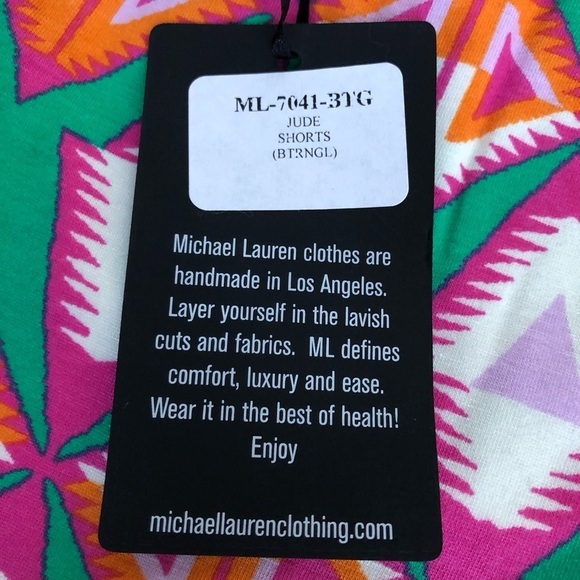 ML-7041-BTG
JUDE
SHORTS
(BTRNGL)
Michael Lauren clothes are
handmade in Los Angeles.
Layer yourself in the lavish
cuts and fabrics. ML defines
comfort, luxury and ease.
Wear it in the best of health!
Enjoy
michaellaurenclothing.com